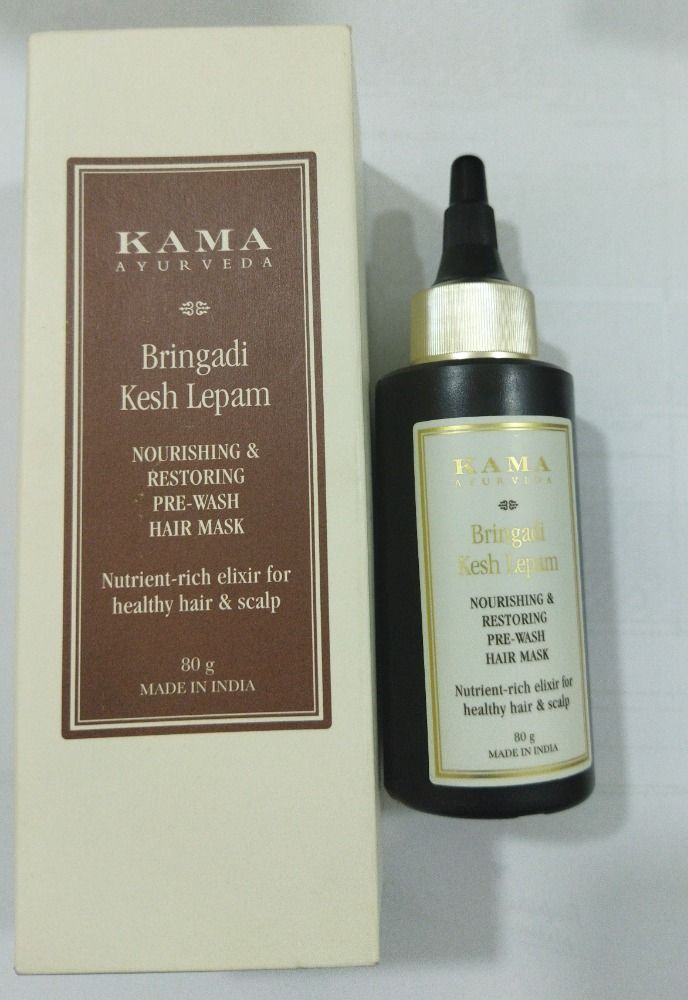 KAMA
AYURVEDA
Bringadi
Kesh Lepam
NOURISHING &
RESTORING
PRE-WASH
HAIR MASK
Nutrient-rich elixir for
healthy hair & scalp
80 g
MADE IN INDIA
KAMA
AYURVEDA
Bringadi
Kesh Lepam
NOURISHING &
RESTORING
PRE-WASH
HAIR MASK
Nutrient-rich elixir for
healthy hair & scalp
80 g
MADE IN INDIA